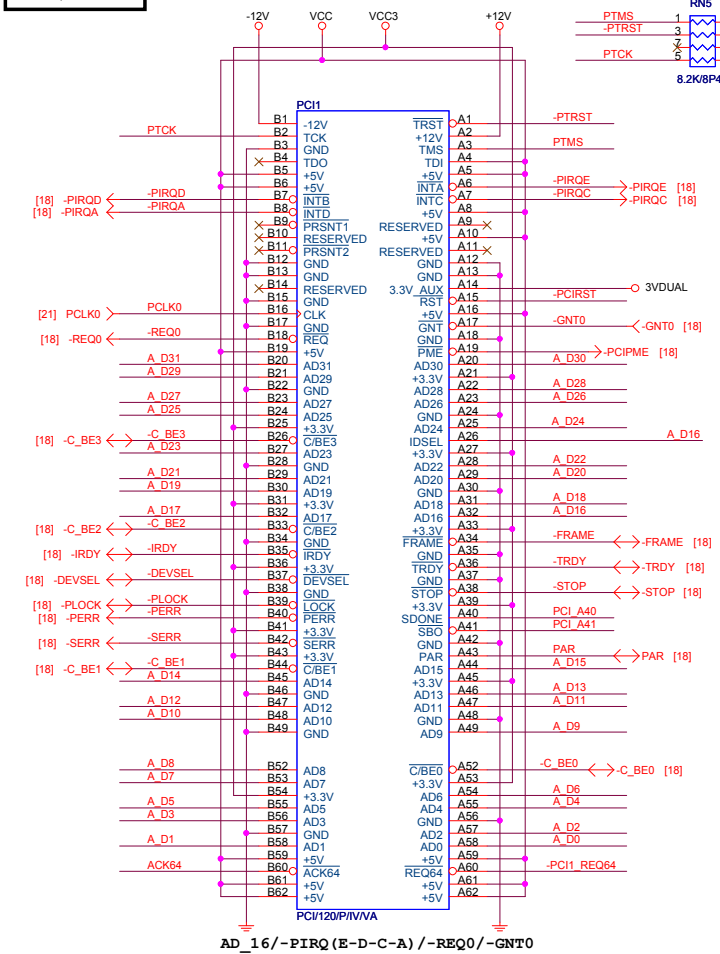 RN5
-12V VCC VCC3 +12V
PTMS 1
-PTRST 3
7
PTCK 5
8.2K/8P4
PCI1
B1 -12V TRST A1 -PTRST
PTCK B2 TCK +12V A2
B3 GND TMS A3 PTMS
B4 TDO TDI A4
B5 +5V +5V A5
B6 +5V INTA A6 -PIRQE -PIRQE [18]
[18] -PIRQD -PIRQD B7 INTB INTC A7 -PIRQC -PIRQC [18]
[18] -PIRQA -PIRQA B8 INTD +5V A8
B9 PRSNT1 RESERVED A9
B10 RESERVED +5V A10
B11 PRSNT2 RESERVED A11
B12 GND GND A12
B13 GND GND A13
B14 RESERVED 3.3V_AUX A14 3VDUAL
B15 GND RST A15 -PCIRST
[21] PCLK0 PCLK0 B16 CLK +5V A16
B17 GND GNT A17 -GNT0 -GNT0 [18]
[18] -REQ0 -REQ0 B18 REQ GND A18
B19 +5V PME A19 -PCIPME [18]
A_D31 B20 AD31 AD30 A20 A_D30
A_D29 B21 AD29 +3.3V A21
B22 GND AD28 A22 A_D28
A_D27 B23 AD27 AD26 A23 A_D26
A_D25 B24 AD25 GND A24
B25 +3.3V AD24 A25 A_D24
[18] -C_BE3 -C_BE3 B26 C/BE3 IDSEL A26 A_D16
A_D23 B27 AD23 +3.3V A27
B28 GND AD22 A28 A_D22
A_D21 B29 AD21 AD20 A29 A_D20
A_D19 B30 AD19 GND A30
B31 +3.3V AD18 A31 A_D18
A_D17 B32 AD17 AD16 A32 A_D16
[18] -C_BE2 -C_BE2 B33 C/BE2 +3.3V A33
B34 GND FRAME A34 -FRAME -FRAME [18]
[18] -IRDY -IRDY B35 IRDY GND A35
B36 +3.3V TRDY A36 -TRDY -TRDY [18]
[18] -DEVSEL -DEVSEL B37 DEVSEL GND A37
B38 GND STOP A38 -STOP -STOP [18]
[18] -PLOCK -PLOCK B39 LOCK +3.3V A39
[18] -PERR -PERR B40 PERR SDONE A40 PCI_A40
B41 +3.3V SBO A41 PCI_A41
[18] -SERR -SERR B42 SERR GND A42
B43 +3.3V PAR A43 PAR PAR [18]
[18] -C_BE1 -C_BE1 B44 C/BE1 AD15 A44 A_D15
A_D14 B45 AD14 +3.3V A45
B46 GND AD13 A46 A_D13
A_D12 B47 AD12 AD11 A47 A_D11
A_D10 B48 AD10 GND A48
B49 GND AD9 A49 A_D9
A_D8 B52 AD8 C/BE0 A52 -C_BE0 -C_BE0 [18]
A_D7 B53 AD7 +3.3V A53
B54 +3.3V AD6 A54 A_D6
A_D5 B55 AD5 AD4 A55 A_D4
A_D3 B56 AD3 GND A56
B57 GND AD2 A57 A_D2
A_D1 B58 AD1 AD0 A58 A_D0
B59 +5V +5V A59
ACK64 B60 ACK64 REQ64 A60 -PCI1_REQ64
B61 +5V +5V A61
B62 +5V +5V A62
PCI/120/P/IV/VA
AD_16/-PIRQ(E-D-C-A)/-REQ0/-GNT0